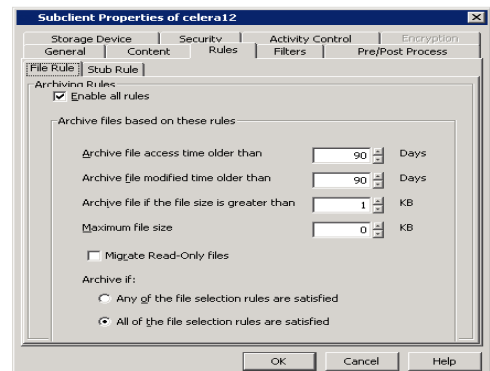 Subclient Properties of celera12
Storage Device Security Activity Control Encryption
General Content Rules Filters Pre/Post Process
File Rule Stub Rule
Archiving Rules
Enable all rules
Archive files based on these rules
Archive file access time older than 90 Days
Archive file modified time older than 90 Days
Archive if the file size is greater than 1 KB
Maximum file size 0 KB
Migrate Read-Only files
Archive if:
Any of the file selection rules are satisfied
All of the file selection rules are satisfied
OK Cancel Help